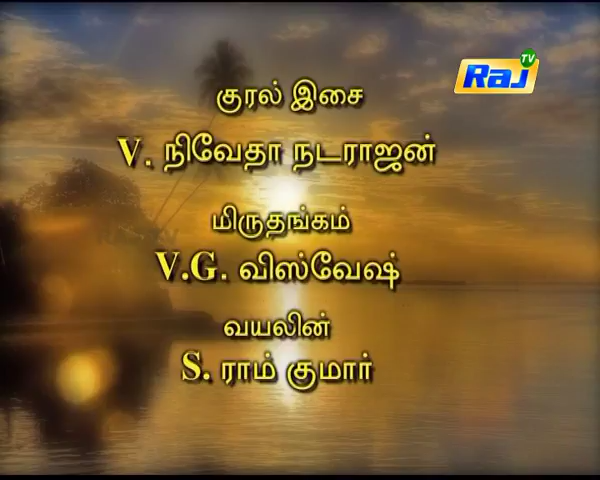 குரல் இசை
Raj TV
V. நிவேதா நடராஜன்
மிருதங்கம்
V.G. விஸ்வேஷ்
வயலின்
S. ராம் குமார்